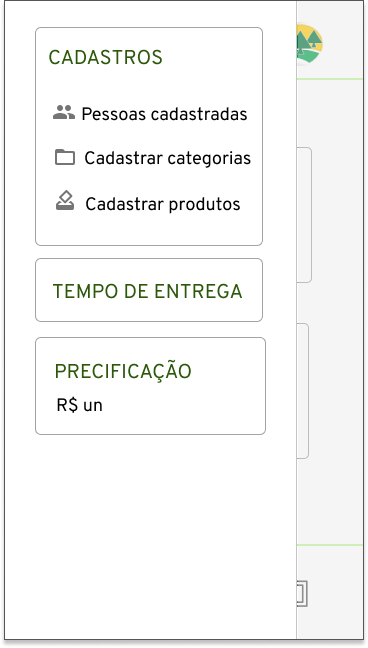 CADASTROS
Pessoas cadastradas
Cadastrar categorias
Cadastrar produtos
TEMPO DE ENTREGA
PRECIFICAÇÃO
R$ un